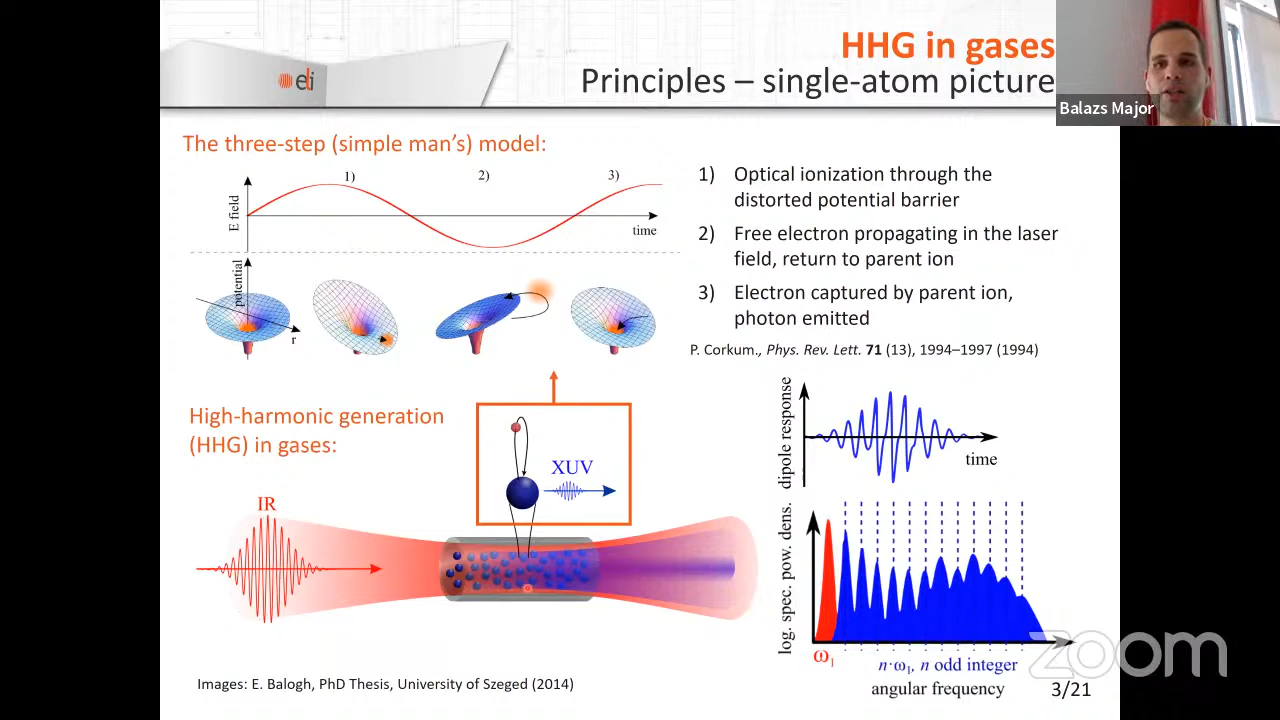 HHG in gases
Principles – single-atom picture
eli
Balazs Major
The three-step (simple man's) model:
1)
2)
3)
E field
time
potential
r
1) Optical ionization through the
distorted potential barrier
2) Free electron propagating in the laser
field, return to parent ion
3) Electron captured by parent ion,
photon emitted
P. Corkum., Phys. Rev. Lett. 71 (13), 1994–1997 (1994)
High-harmonic generation
(HHG) in gases:
XUV
IR
dipole response
time
log. spec. pow. dens.
ω₁
n·ω₁, n odd integer
angular frequency
Images: E. Balogh, PhD Thesis, University of Szeged (2014)
3/21
zoom